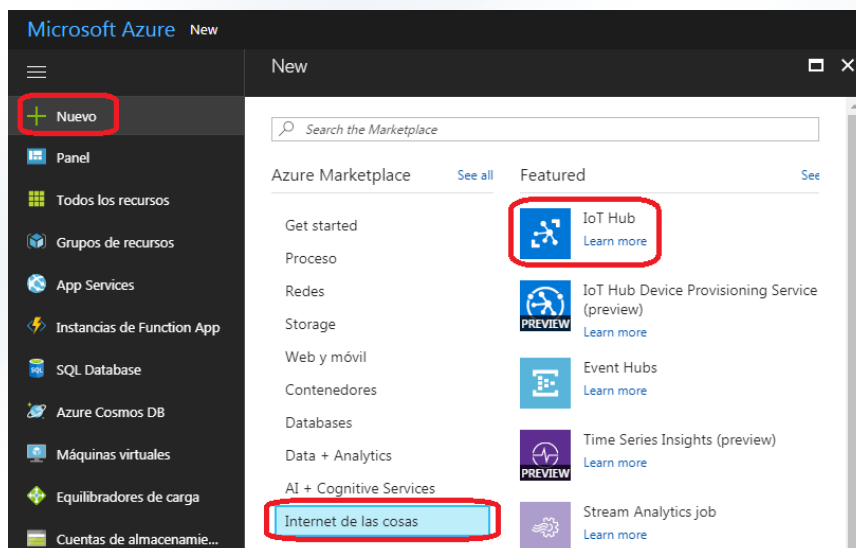 Microsoft Azure New
New
Nuevo
Panel
Todos los recursos
Grupos de recursos
App Services
Instancias de Function App
SQL Database
Azure Cosmos DB
Máquinas virtuales
Equilibradores de carga
Cuentas de almacenamie...
Search the Marketplace
Azure Marketplace
See all
Get started
Proceso
Redes
Storage
Web y móvil
Contenedores
Databases
Data + Analytics
AI + Cognitive Services
Internet de las cosas
Featured
See
IoT Hub
Learn more
PREVIEW
IoT Hub Device Provisioning Service
(preview)
Learn more
Event Hubs
Learn more
PREVIEW
Time Series Insights (preview)
Learn more
Stream Analytics job
Learn more